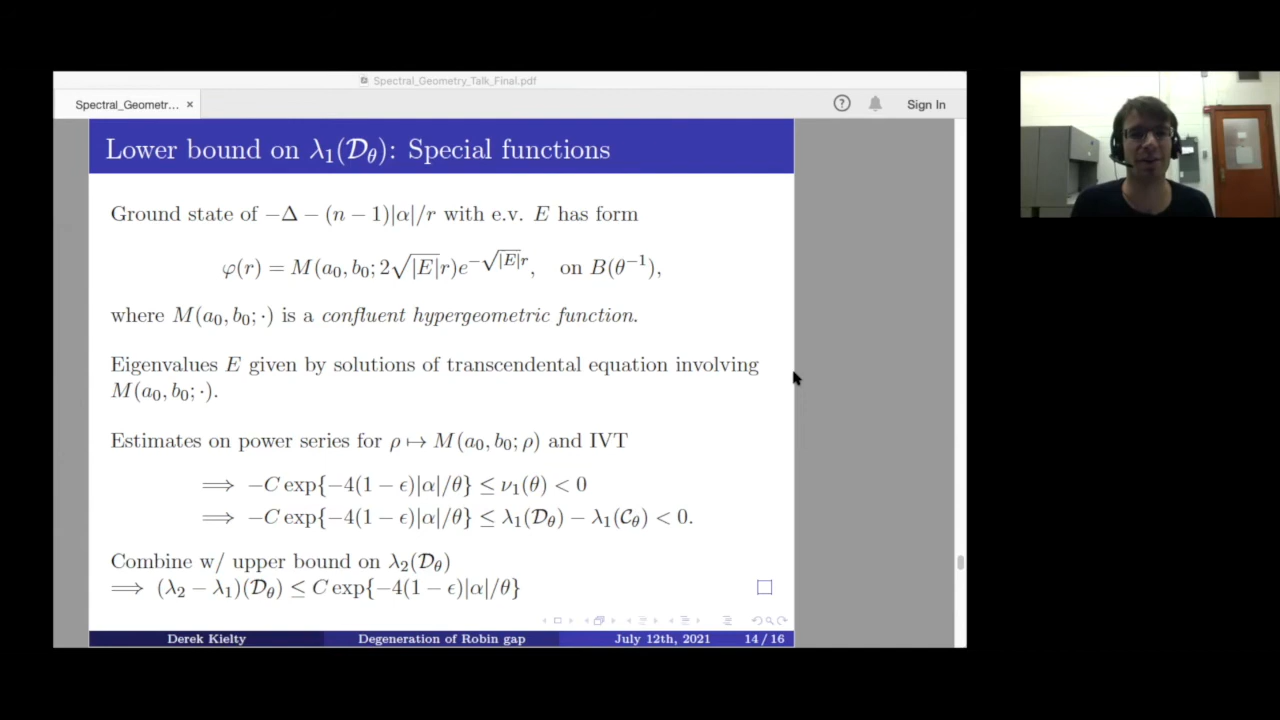 Spectral_Geometry_Talk_Final.pdf
Spectral_Geometr... ×
Sign In
Lower bound on λ₁(𝒟_θ): Special functions
Ground state of −Δ − (n − 1)|α|/r with e.v. E has form
φ(r) = M(a₀, b₀; 2√|E|r)e^{−√|E|r}, on B(θ⁻¹),
where M(a₀, b₀; ·) is a confluent hypergeometric function.
Eigenvalues E given by solutions of transcendental equation involving
M(a₀, b₀; ·).
Estimates on power series for ρ ↦ M(a₀, b₀; ρ) and IVT
⟹ −C exp{−4(1 − ϵ)|α|/θ} ≤ ν₁(θ) < 0
⟹ −C exp{−4(1 − ϵ)|α|/θ} ≤ λ₁(𝒟_θ) − λ₁(𝒞_θ) < 0.
Combine w/ upper bound on λ₂(𝒟_θ)
⟹ (λ₂ − λ₁)(𝒟_θ) ≤ C exp{−4(1 − ϵ)|α|/θ} □
Derek Kielty Degeneration of Robin gap July 12th, 2021 14 / 16